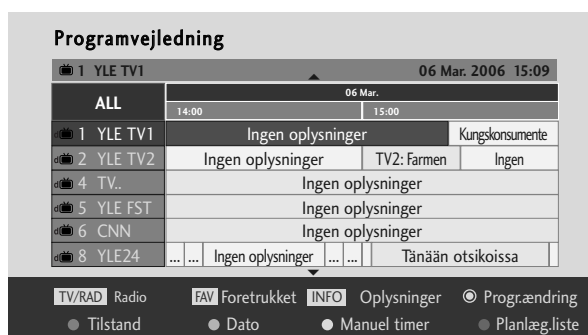 Programvejledning
1 YLE TV1 06 Mar. 2006 15:09
ALL 06 Mar.
14:00 15:00
1 YLE TV1 Ingen oplysninger Kungskonsumente
2 YLE TV2 Ingen oplysninger TV2: Farmen Ingen
4 TV.. Ingen oplysninger
5 YLE FST Ingen oplysninger
6 CNN Ingen oplysninger
8 YLE24 ... ... Ingen oplysninger ... ... Tänään otsikoissa
TV/RAD Radio FAV Foretrukket INFO Oplysninger Progr.ændring
Tilstand Dato Manuel timer Planlæg.liste